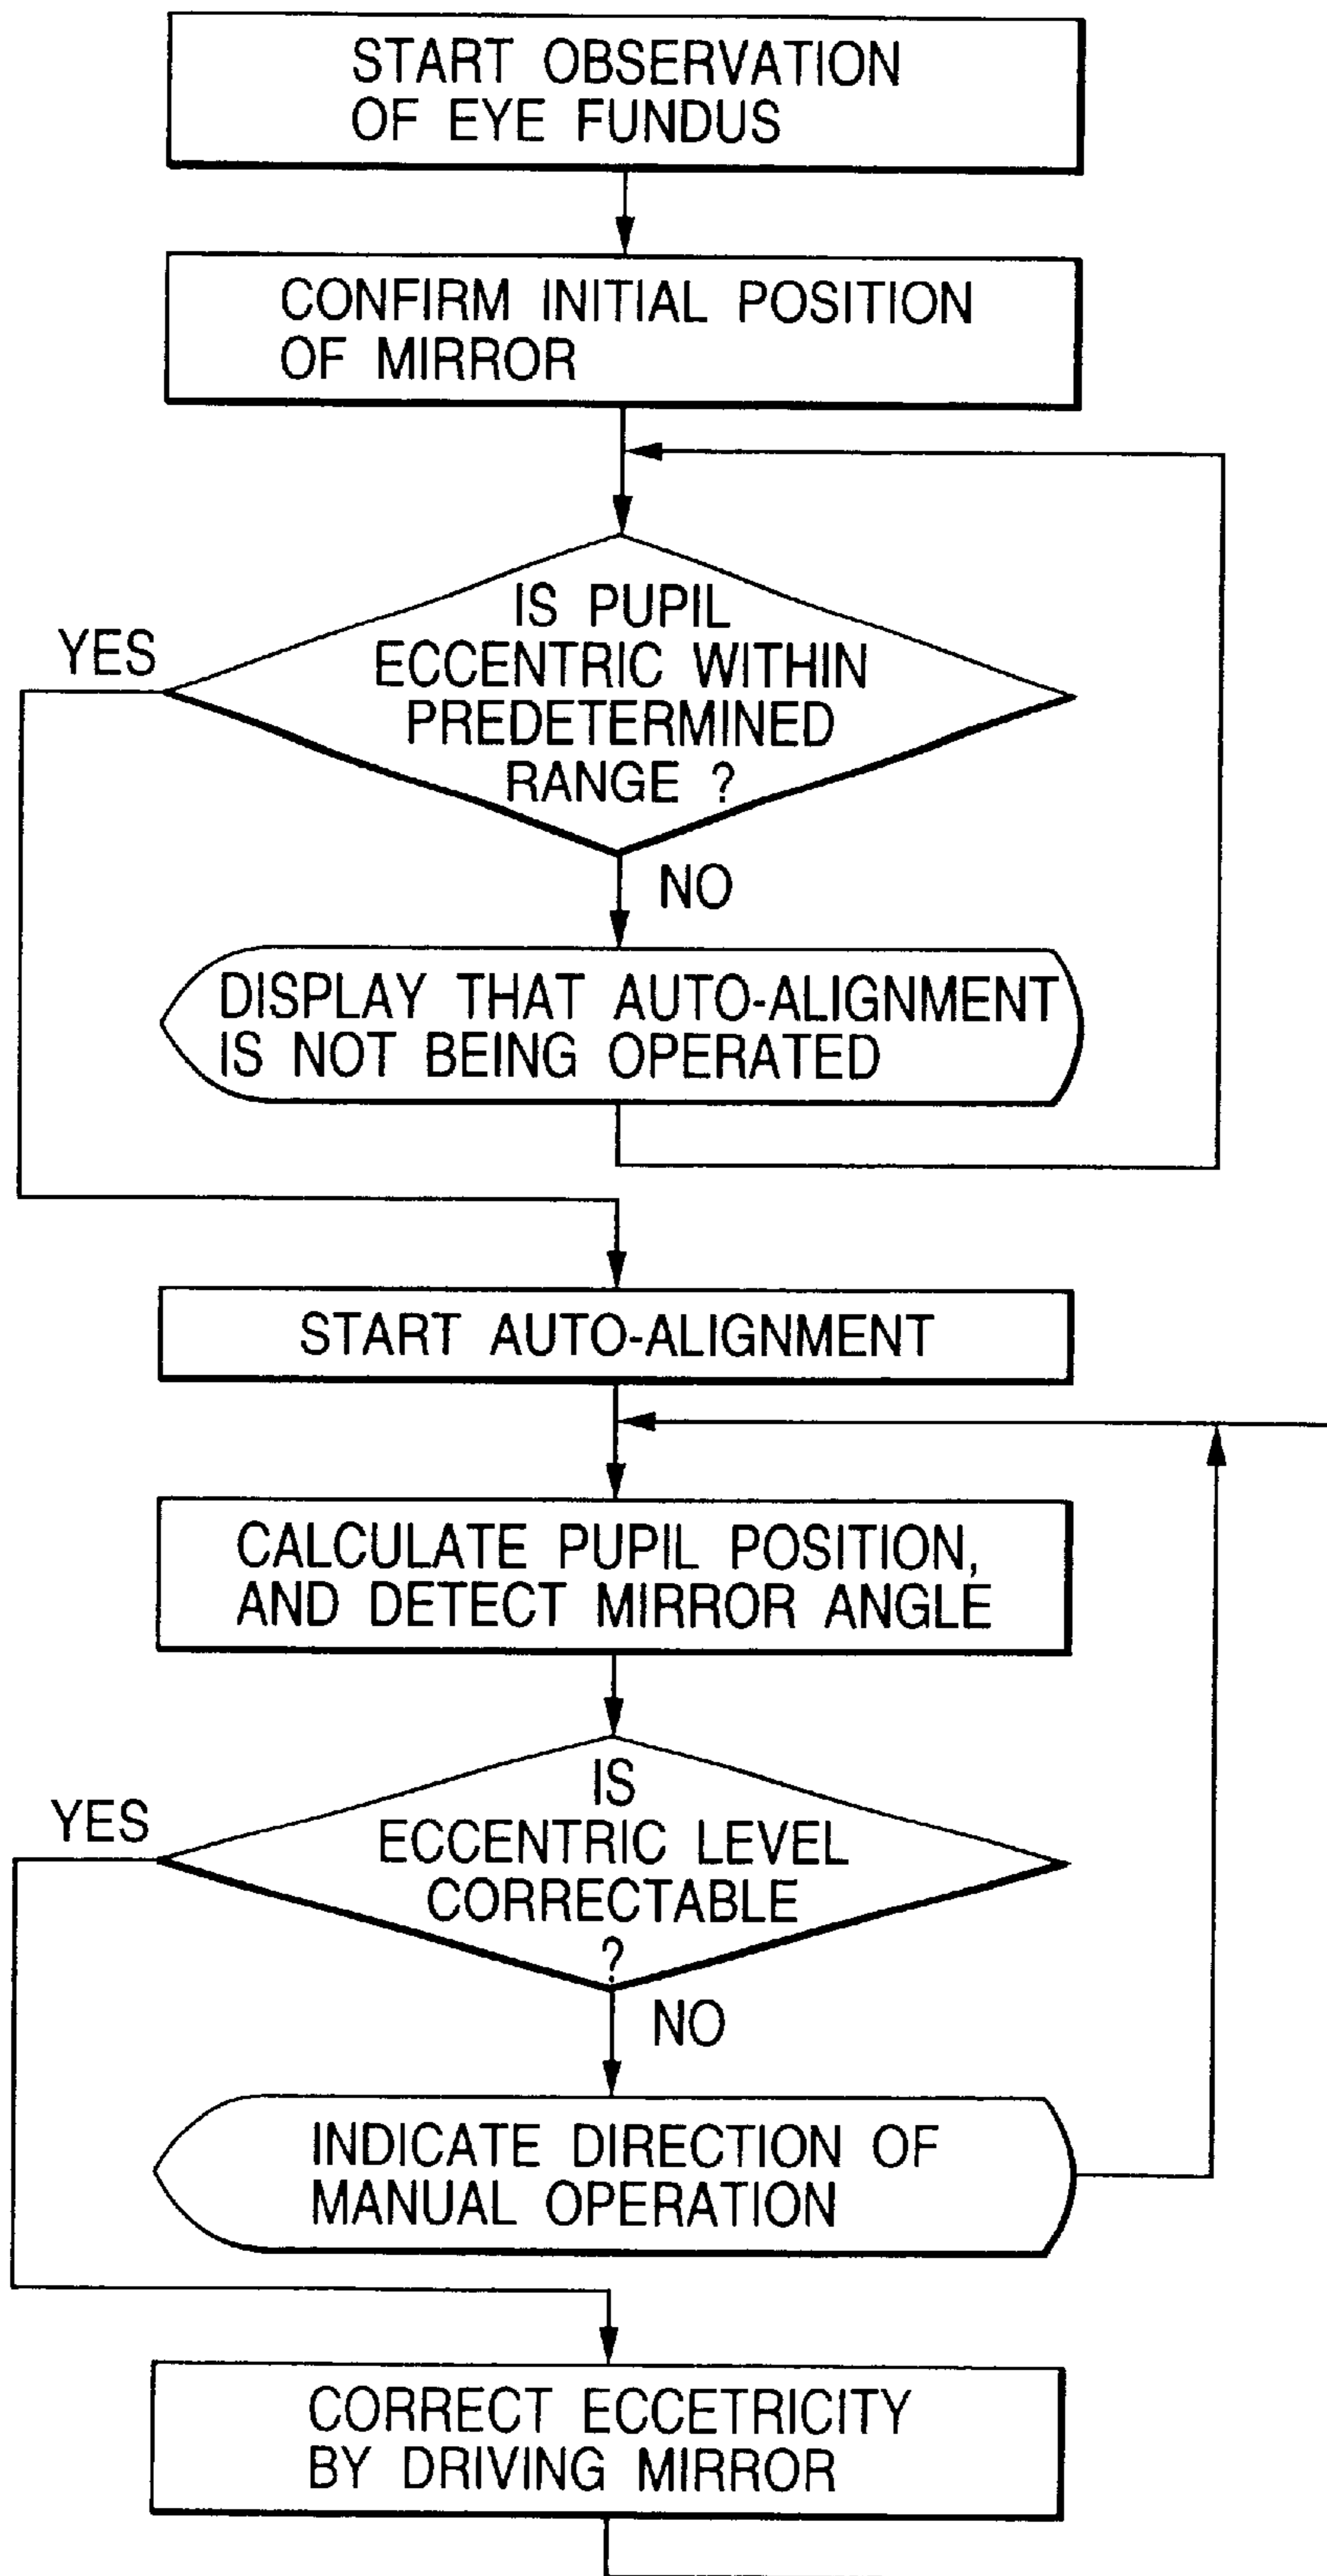 START OBSERVATION
OF EYE FUNDUS
CONFIRM INITIAL POSITION
OF MIRROR
IS PUPIL
ECCENTRIC WITHIN
PREDETERMINED
RANGE ?
YES
NO
DISPLAY THAT AUTO-ALIGNMENT
IS NOT BEING OPERATED
START AUTO-ALIGNMENT
CALCULATE PUPIL POSITION,
AND DETECT MIRROR ANGLE
IS
ECCENTRIC LEVEL
CORRECTABLE
?
YES
NO
INDICATE DIRECTION OF
MANUAL OPERATION
CORRECT ECCETRICITY
BY DRIVING MIRROR